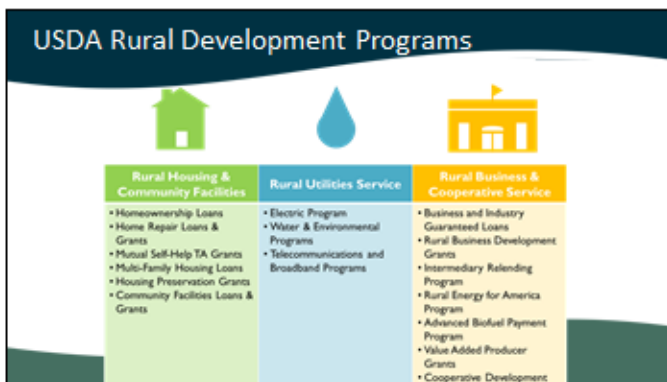 USDA Rural Development Programs
Rural Housing &
Community Facilities
• Homeownership Loans
• Home Repair Loans &
Grants
• Mutual Self-Help TA Grants
• Multi-Family Housing Loans
• Housing Preservation Grants
• Community Facilities Loans &
Grants
Rural Utilities Service
• Electric Program
• Water & Environmental
Programs
• Telecommunications and
Broadband Programs
Rural Business &
Cooperative Service
• Business and Industry
Guaranteed Loans
• Rural Business Development
Grants
• Intermediary Relending
Program
• Rural Energy for America
Program
• Advanced Biofuel Payment
Program
• Value Added Producer
Grants
• Cooperative Development